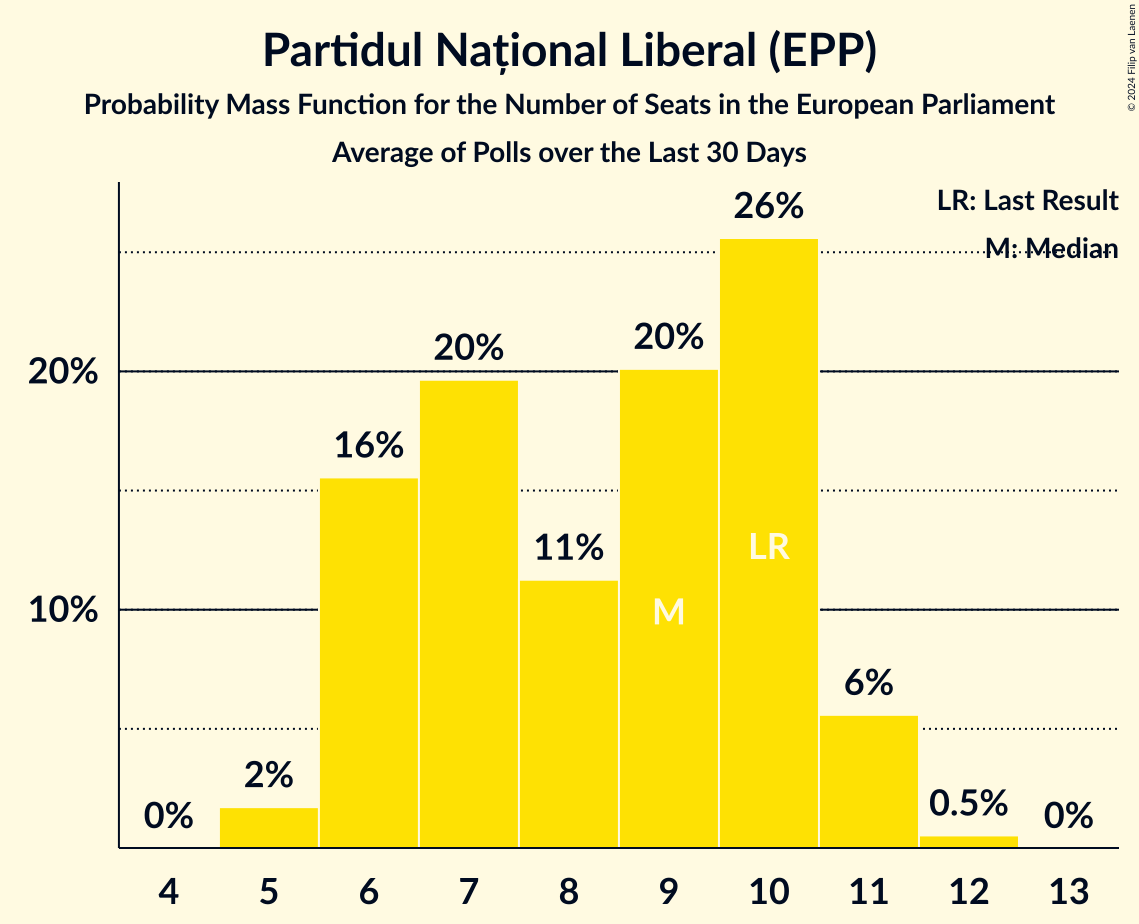 Partidul Național Liberal (EPP)
Probability Mass Function for the Number of Seats in the European Parliament
Average of Polls over the Last 30 Days
© 2024 Filip van Laenen
LR: Last Result
M: Median
26%
20%
20%
20%
16%
11%
LR
10%
M
6%
2%
0%
0.5%
0%
4 5 6 7 8 9 10 11 12 13